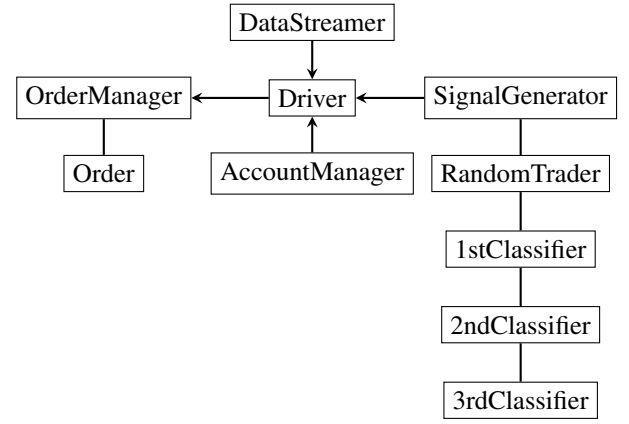 DataStreamer
OrderManager
Driver
SignalGenerator
Order
AccountManager
RandomTrader
1stClassifier
2ndClassifier
3rdClassifier